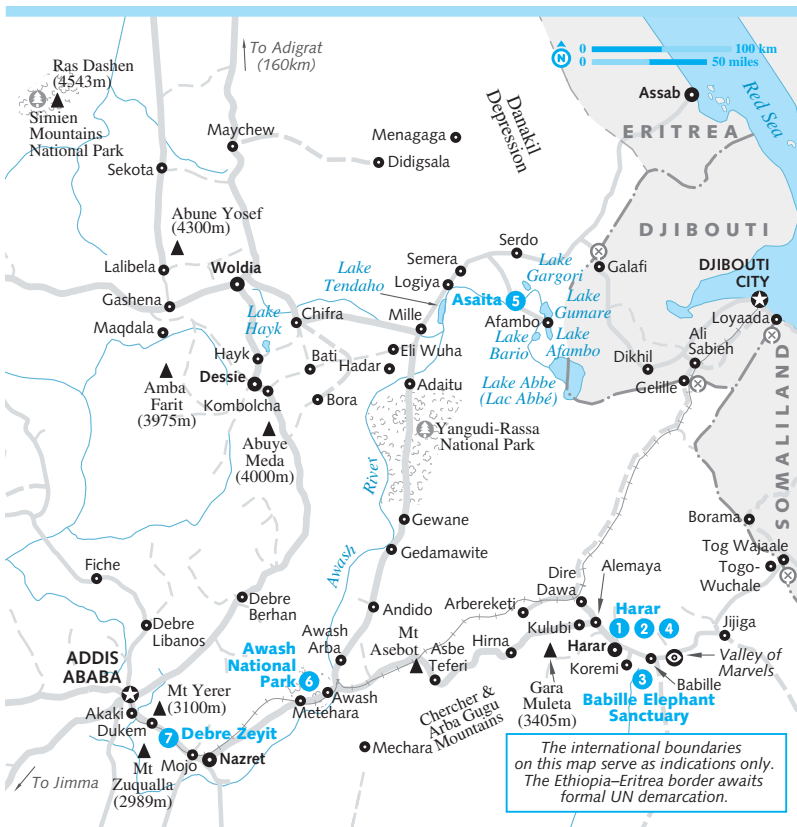 To Adigrat
(160km)
Ras Dashen
(4543m)
Simien
Mountains
National Park
N
0
100 km
0
50 miles
Assab
Red Sea
ERITREA
Danakil
Depression
Maychew
Menagaga
Didigsala
Sekota
Abune Yosef
(4300m)
DJIBOUTI
Serdo
Semera
Lake
Gargori
Galafi
DJIBOUTI
CITY
Lalibela
Woldia
Lake
Tendaho
Logiya
Asaita
5
Lake
Gumare
Gashena
Lake
Hayk
Chifra
Mille
Afambo
Loyaada
Maqdala
Lake
Bario
Lake
Afambo
Ali
Sabieh
Hayk
Bati
Eli Wuha
Hadar
Dikhil
Amba
Farit
(3975m)
Dessie
Adaitu
Lake Abbe
(Lac Abbé)
Gelille
Kombolcha
Bora
Abuye
Meda
(4000m)
Yangudi-Rassa
National Park
SOMALILAND
River
Awash
Gewane
Borama
Gedamawite
Tog Wajaale
Togo-
Wuchale
Fiche
Debre
Berhan
Dire
Dawa
Alemaya
Andido
Arbereketi
Debre
Libanos
Harar
1
2
4
Kulubi
Jijiga
Awash
Arba
Mt
Asebot
Asbe
Teferi
Hirna
Harar
Valley of
Marvels
Awash
National
Park
6
Koremi
Babille
ADDIS
ABABA
Mt Yerer
(3100m)
Awash
Metehara
Gara
Muleta
(3405m)
3
Babille Elephant
Sanctuary
Akaki
Dukem
7
Debre Zeyit
Chercher &
Arba Gugu
Mountains
Mojo
Nazret
Mechara
Mt
Zuqualla
(2989m)
To Jimma
The international boundaries
on this map serve as indications only.
The Ethiopia–Eritrea border awaits
formal UN demarcation.